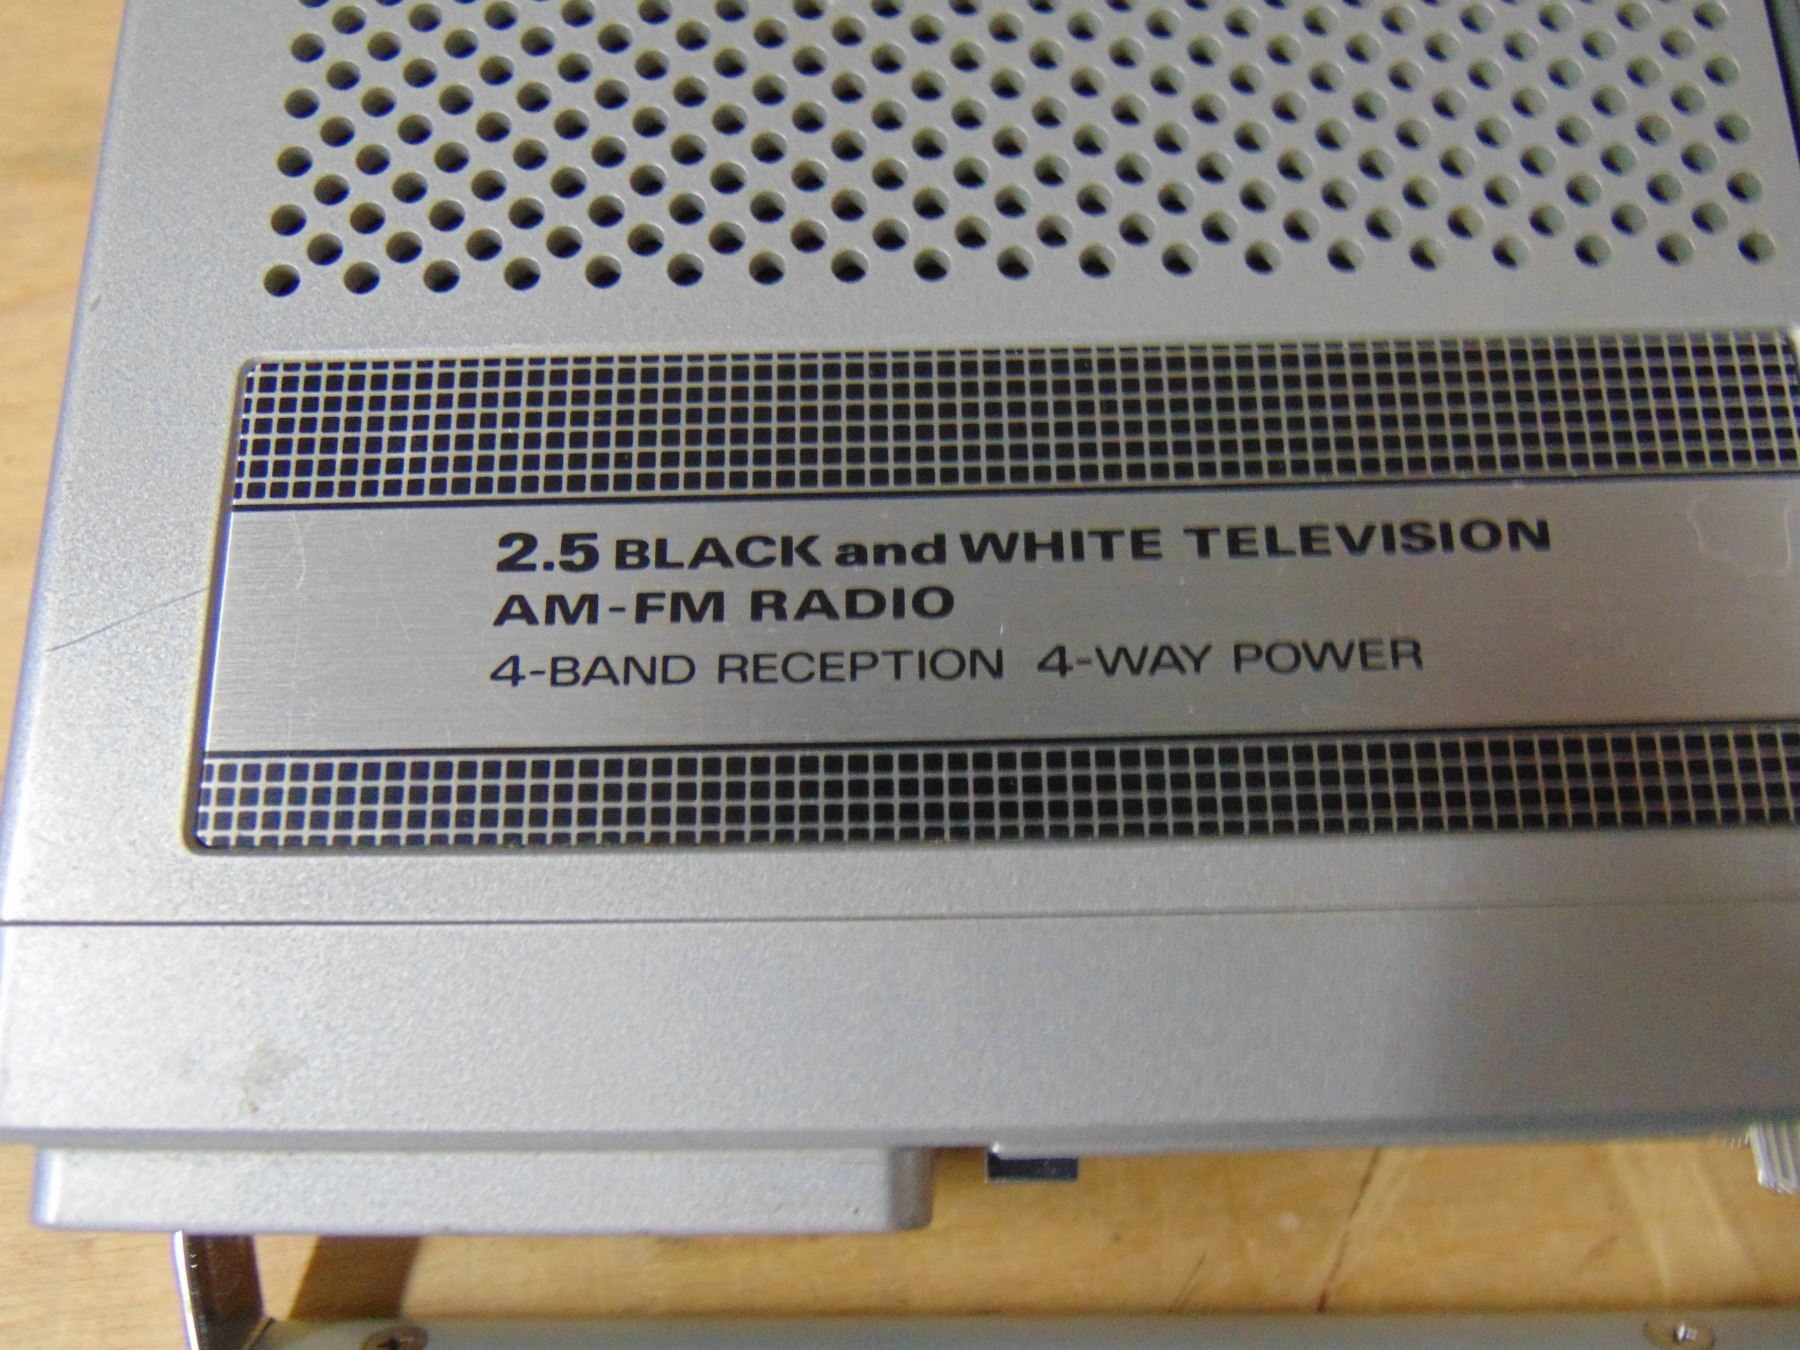 2.5 BLACK and WHITE TELEVISION
AM-FM RADIO
4-BAND RECEPTION 4-WAY POWER